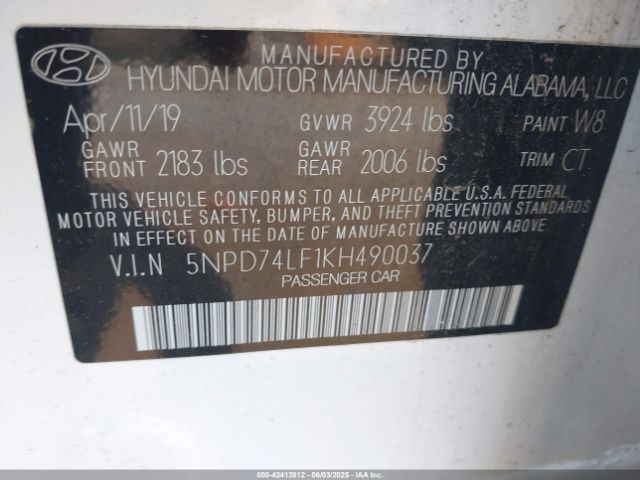 MANUFACTURED BY
HYUNDAI MOTOR MANUFACTURING ALABAMA, LLC
Apr/11/19 GVWR 3924 lbs PAINT W8
GAWR FRONT 2183 lbs GAWR REAR 2006 lbs TRIM CT
THIS VEHICLE CONFORMS TO ALL APPLICABLE U.S.A. FEDERAL
MOTOR VEHICLE SAFETY, BUMPER, AND THEFT PREVENTION STANDARDS
IN EFFECT ON THE DATE OF MANUFACTURE SHOWN ABOVE.
V.I.N 5NPD74LF1KH490037
PASSENGER CAR
000-42412812 - 06/03/2025 - AUCTIONS